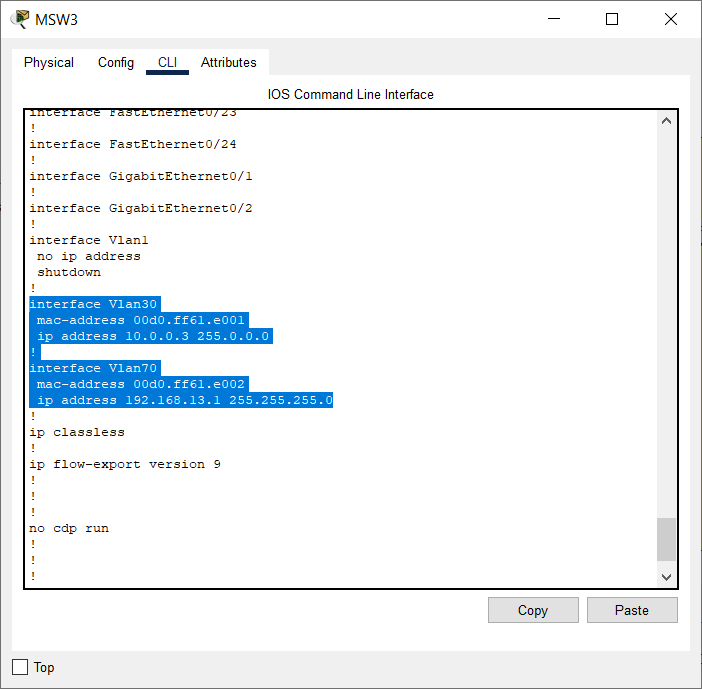 MSW3
Physical Config CLI Attributes
IOS Command Line Interface
interface FastEthernet0/23
!
interface FastEthernet0/24
!
interface GigabitEthernet0/1
!
interface GigabitEthernet0/2
!
interface Vlan1
no ip address
shutdown
!
interface Vlan30
mac-address 00d0.ff61.e001
ip address 10.0.0.3 255.0.0.0
!
interface Vlan70
mac-address 00d0.ff61.e002
ip address 192.168.13.1 255.255.255.0
!
ip classless
!
ip flow-export version 9
!
!
!
no cdp run
!
!
!
Copy Paste
Top